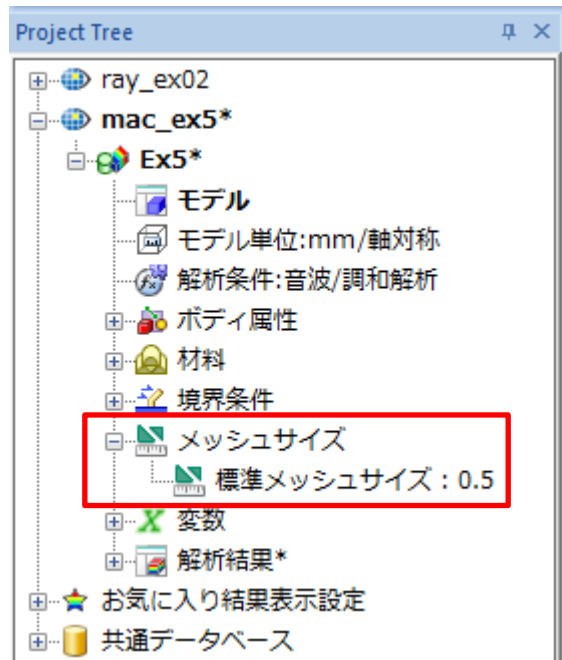 Project Tree
ray_ex02
mac_ex5*
Ex5*
モデル
モデル単位:mm/軸対称
解析条件:音波/調和解析
ボディ属性
材料
境界条件
メッシュサイズ
標準メッシュサイズ：0.5
変数
解析結果*
お気に入り結果表示設定
共通データベース